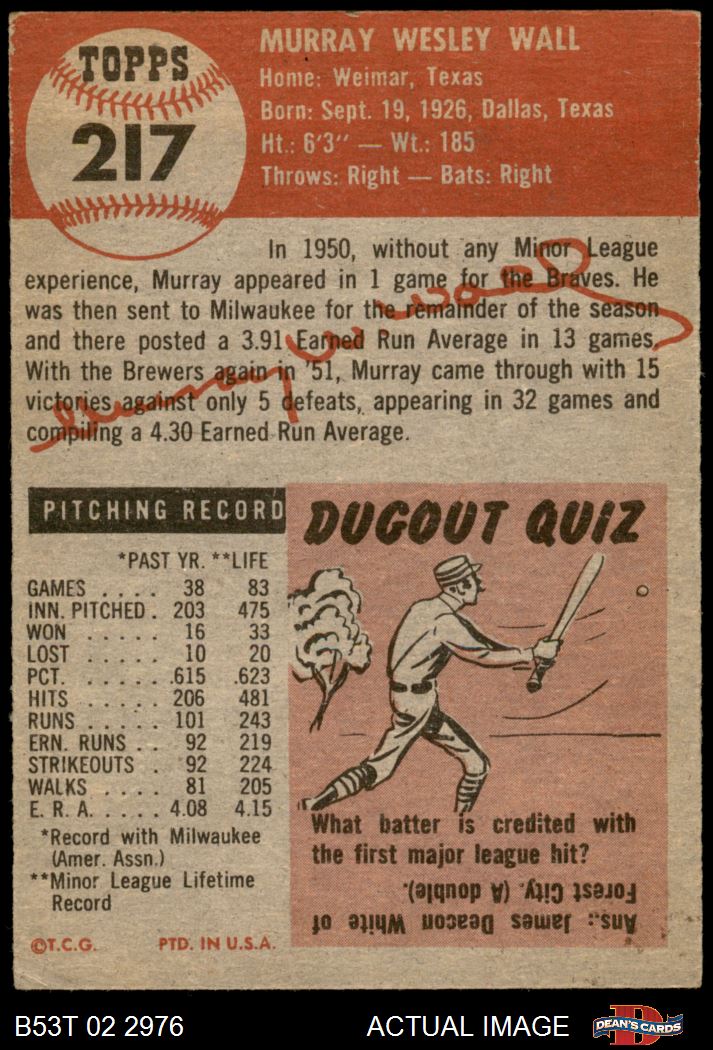 TOPPS
217
MURRAY WESLEY WALL
Home: Weimar, Texas
Born: Sept. 19, 1926, Dallas, Texas
Ht.: 6'3" — Wt.: 185
Throws: Right — Bats: Right
In 1950, without any Minor League
experience, Murray appeared in 1 game for the Braves. He
was then sent to Milwaukee for the remainder of the season
and there posted a 3.91 Earned Run Average in 13 games.
With the Brewers again in '51, Murray came through with 15
victories against only 5 defeats, appearing in 32 games and
compiling a 4.30 Earned Run Average.
Murray W. Wall
PITCHING RECORD
*PAST YR. **LIFE
GAMES . . . . 38 83
INN. PITCHED . 203 475
WON . . . . . 16 33
LOST . . . . . 10 20
PCT. . . . . . .615 .623
HITS . . . . . 206 481
RUNS . . . . . 101 243
ERN. RUNS . . 92 219
STRIKEOUTS . 92 224
WALKS . . . . 81 205
E. R. A. . . . . 4.08 4.15
*Record with Milwaukee
(Amer. Assn.)
**Minor League Lifetime
Record
©T.C.G. PTD. IN U.S.A.
DUGOUT QUIZ
What batter is credited with
the first major league hit?
Ans.: James Deacon White of
Forest City. (A double).
B53T 02 2976 ACTUAL IMAGE
D
DEAN'S CARDS